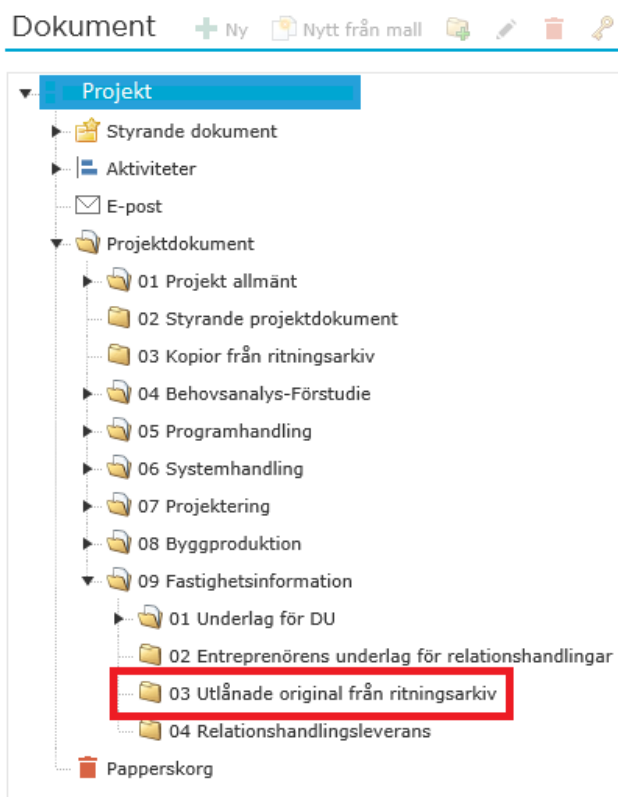 Dokument Ny Nytt från mall
Projekt
Styrande dokument
Aktiviteter
E-post
Projektdokument
01 Projekt allmänt
02 Styrande projektdokument
03 Kopior från ritningsarkiv
04 Behovsanalys-Förstudie
05 Programhandling
06 Systemhandling
07 Projektering
08 Byggproduktion
09 Fastighetsinformation
01 Underlag för DU
02 Entreprenörens underlag för relationshandlingar
03 Utlånade original från ritningsarkiv
04 Relationshandlingsleverans
Papperskorg